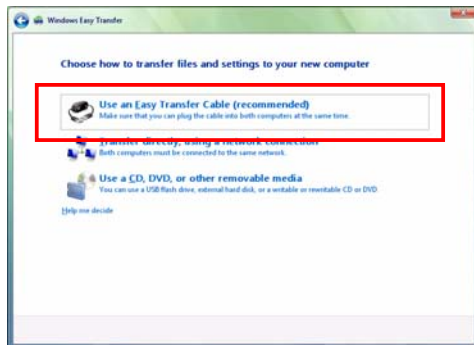 Windows Easy Transfer
Choose how to transfer files and settings to your new computer
Use an Easy Transfer Cable (recommended)
Make sure that you can plug the cable into both computers at the same time.
Transfer directly, using a network connection
Both computers must be connected to the same network.
Use a CD, DVD, or other removable media
You can use a USB flash drive, external hard disk, or a writable or rewritable CD or DVD
Help me decide